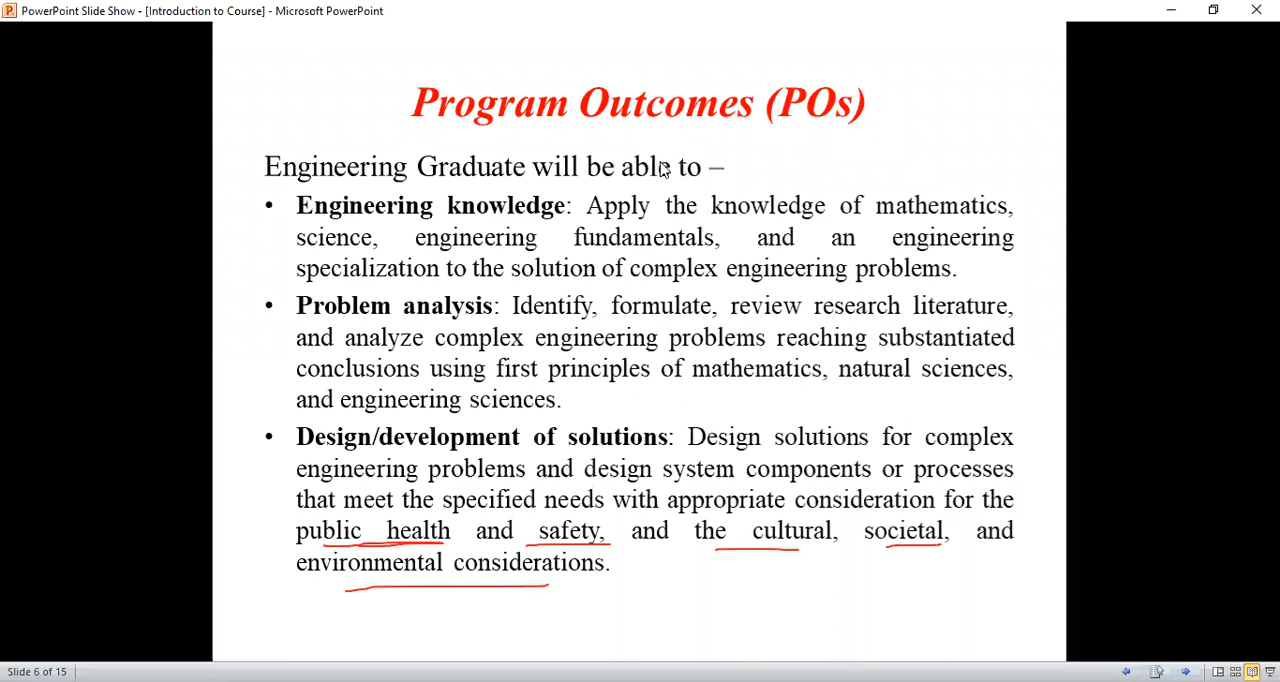 PowerPoint Slide Show - [Introduction to Course] - Microsoft PowerPoint
Program Outcomes (POs)
Engineering Graduate will be able to –
• Engineering knowledge: Apply the knowledge of mathematics,
science, engineering fundamentals, and an engineering
specialization to the solution of complex engineering problems.
• Problem analysis: Identify, formulate, review research literature,
and analyze complex engineering problems reaching substantiated
conclusions using first principles of mathematics, natural sciences,
and engineering sciences.
• Design/development of solutions: Design solutions for complex
engineering problems and design system components or processes
that meet the specified needs with appropriate consideration for the
public health and safety, and the cultural, societal, and
environmental considerations.
Slide 6 of 15